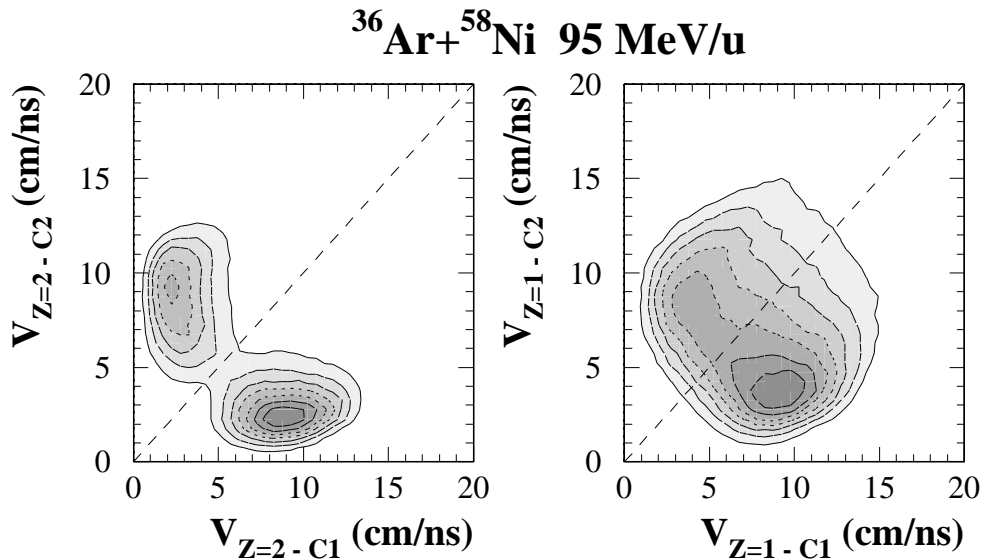 36Ar+58Ni 95 MeV/u
VZ=2 - C2 (cm/ns)
20
15
10
5
0
0 5 10 15 20
VZ=2 - C1 (cm/ns)
VZ=1 - C2 (cm/ns)
20
15
10
5
0
0 5 10 15 20
VZ=1 - C1 (cm/ns)